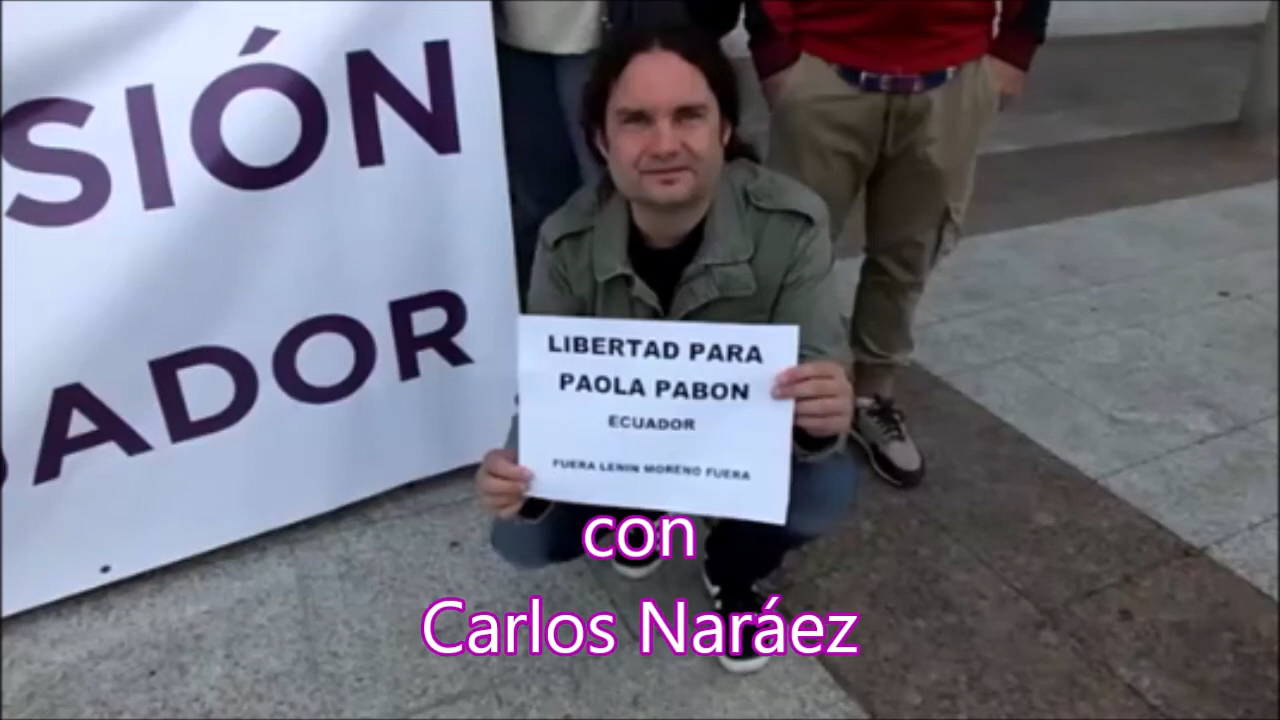 SIÓN
ADOR
LIBERTAD PARA
PAOLA PABON
ECUADOR
FUERA LENIN MORENO FUERA
con
Carlos Naráez